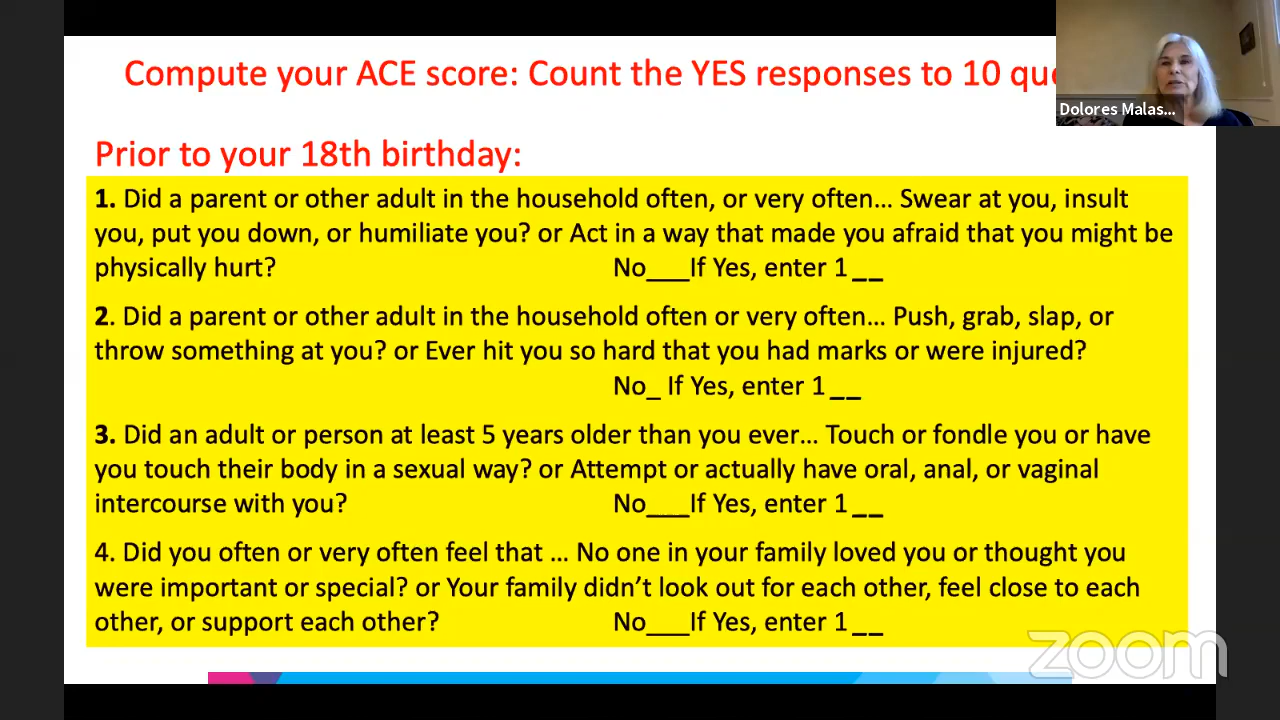 Compute your ACE score: Count the YES responses to 10
Dolores Malas...
Prior to your 18th birthday:
1. Did a parent or other adult in the household often, or very often... Swear at you, insult
you, put you down, or humiliate you? or Act in a way that made you afraid that you might be
physically hurt? No___If Yes, enter 1 __
2. Did a parent or other adult in the household often or very often... Push, grab, slap, or
throw something at you? or Ever hit you so hard that you had marks or were injured?
No_ If Yes, enter 1 __
3. Did an adult or person at least 5 years older than you ever... Touch or fondle you or have
you touch their body in a sexual way? or Attempt or actually have oral, anal, or vaginal
intercourse with you? No___If Yes, enter 1 __
4. Did you often or very often feel that ... No one in your family loved you or thought you
were important or special? or Your family didn't look out for each other, feel close to each
other, or support each other? No___If Yes, enter 1 __
zoom